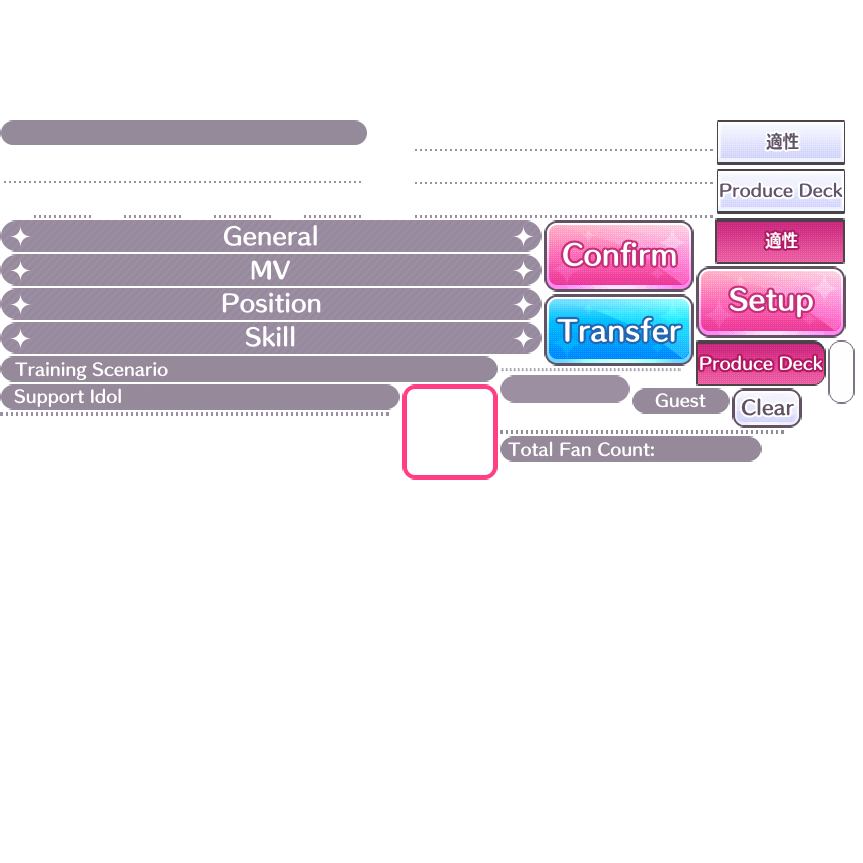 適性
Produce Deck
General
Confirm
適性
MV
Position
Setup
Skill
Transfer
Training Scenario
Produce Deck
Support Idol
Guest
Clear
Total Fan Count: